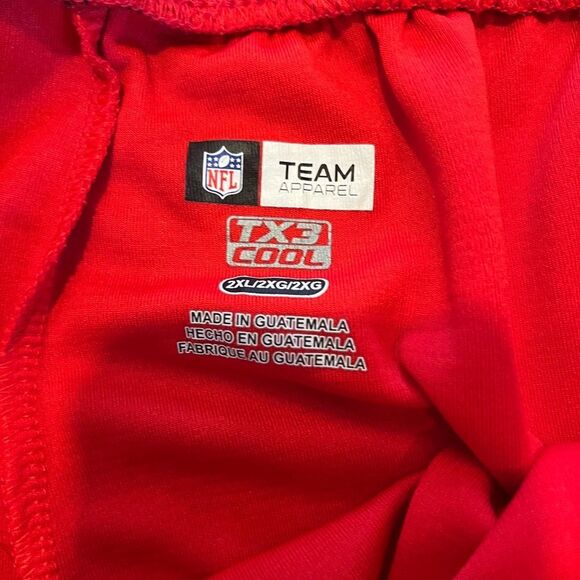 NFL
TEAM
APPAREL
TX3
COOL
2XL/2XG/2XG
MADE IN GUATEMALA
HECHO EN GUATEMALA
FABRIQUE AU GUATEMALA